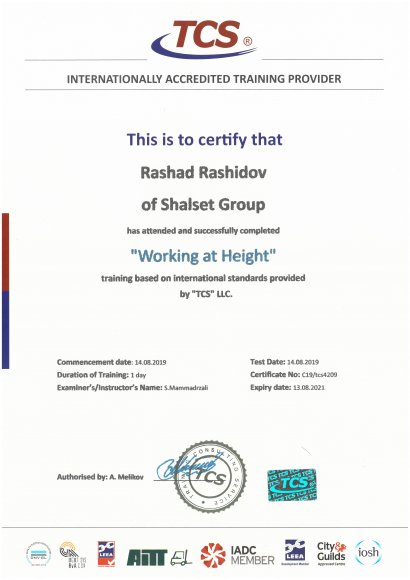 TCS®
INTERNATIONALLY ACCREDITED TRAINING PROVIDER
This is to certify that
Rashad Rashidov
of Shalset Group
has attended and successfully completed
"Working at Height"
training based on international standards provided
by "TCS" LLC.
Commencement date: 14.08.2019
Test Date: 14.08.2019
Duration of Training: 1 day
Certificate No: C19/tcs4209
Examiner's/Instructor's Name: S.Mammadrzali
Expiry date: 13.08.2021
Authorised by: A. Melikov
TRAINING CONSULTING SERVICE
TCS
TCS
LEEA
AITT
IADC
MEMBER
LEEA
City&
Guilds
Approved Centre
iosh